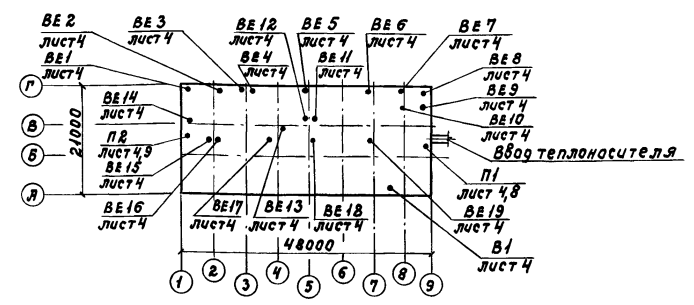 ВЕ 2
лист 4
ВЕ 3
лист 4
ВЕ 12
лист 4
ВЕ 5
лист 4
ВЕ 6
лист 4
ВЕ 7
лист 4
ВЕ 1
лист 4
ВЕ 4
лист 4
ВЕ 11
лист 4
ВЕ 8
лист 4
ВЕ 9
лист 4
ВЕ 10
лист 4
Г
В
Б
А
21000
ВЕ 14
лист 4
П2
лист 4,9
ВЕ 15
лист 4
ВЕ 16
лист 4
ВЕ 17
лист 4
ВЕ 13
лист 4
ВЕ 18
лист 4
Ввод теплоносителя
П1
лист 4,8
ВЕ 19
лист 4
В1
лист 4
48000
1 2 3 4 5 6 7 8 9